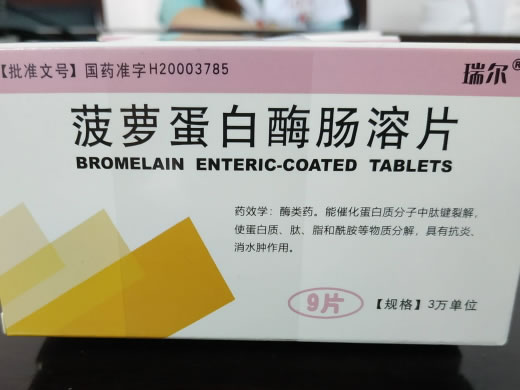 【批准文号】国药准字H20003785
瑞尔®
菠萝蛋白酶肠溶片
BROMELAIN ENTERIC-COATED TABLETS
药效学：酶类药。能催化蛋白质分子中肽键裂解，
使蛋白质、肽、脂和酰胺等物质分解，具有抗炎、
消水肿作用。
9片
【规格】3万单位